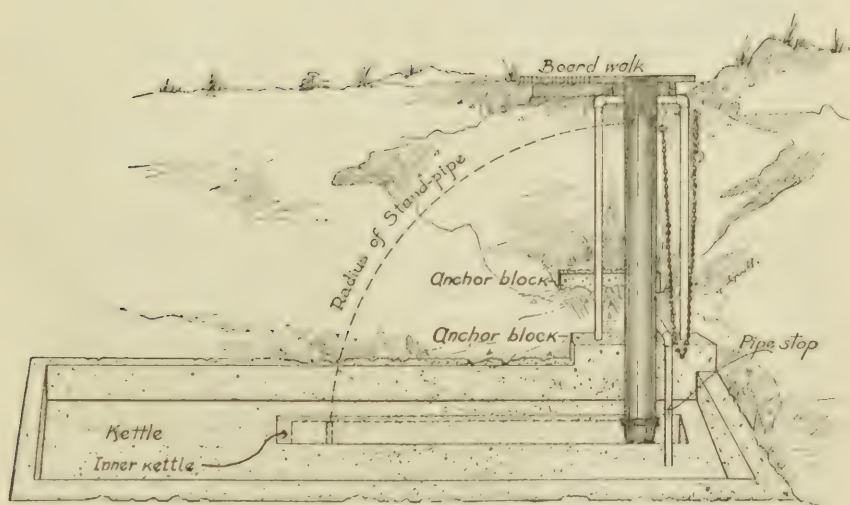 Board walk
Radius of Stand-pipe
Anchor block
Anchor block
Pipe stop
Kettle
Inner kettle